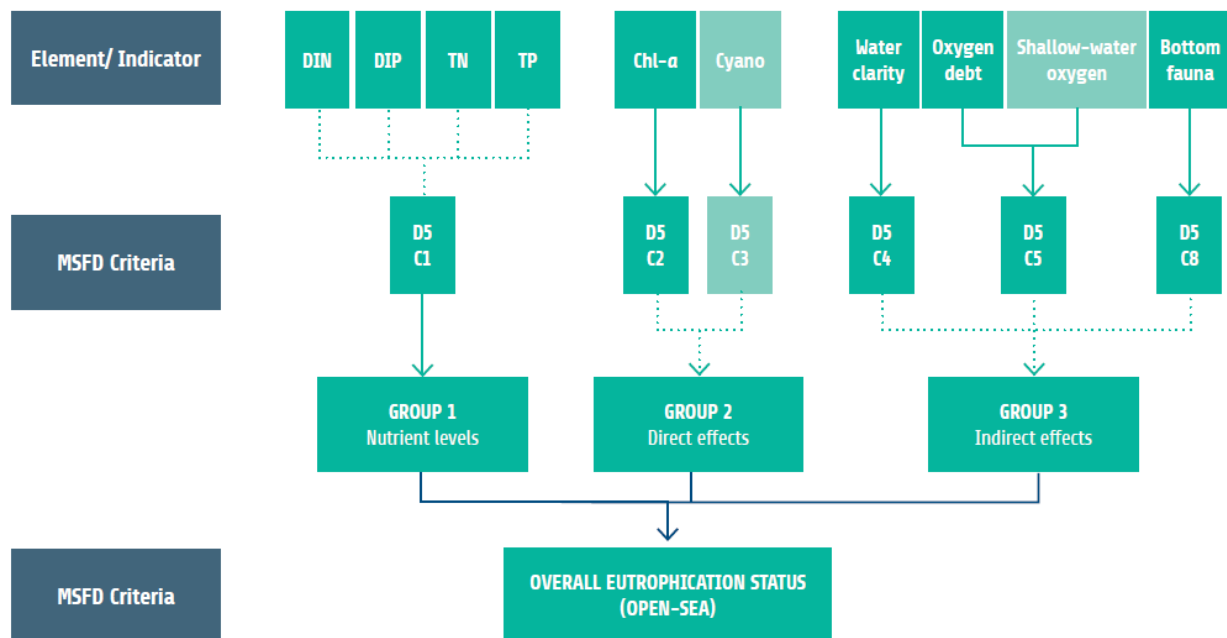 Element/ Indicator
DIN
DIP
TN
TP
Chl-α
Cyano
Water
clarity
Oxygen
debt
Shallow-water
oxygen
Bottom
fauna
MSFD Criteria
D5
C1
D5
C2
D5
C3
D5
C4
D5
C5
D5
C8
GROUP 1
Nutrient levels
GROUP 2
Direct effects
GROUP 3
Indirect effects
MSFD Criteria
OVERALL EUTROPHICATION STATUS
(OPEN-SEA)